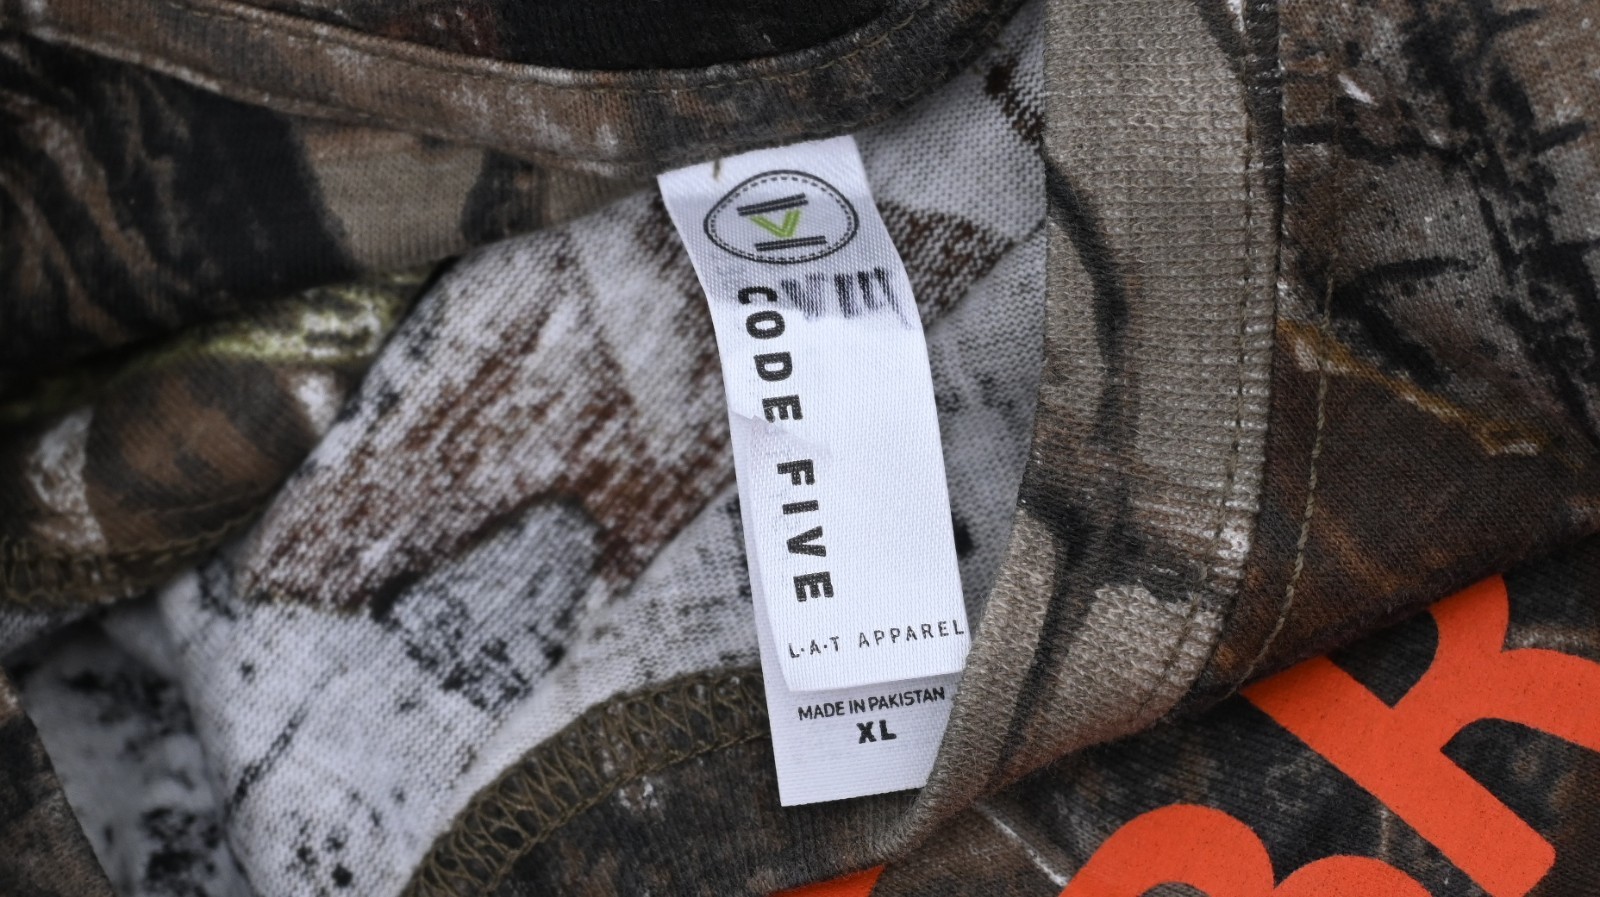 CODE FIVE
L·A·T APPAREL
MADE IN PAKISTAN
XL